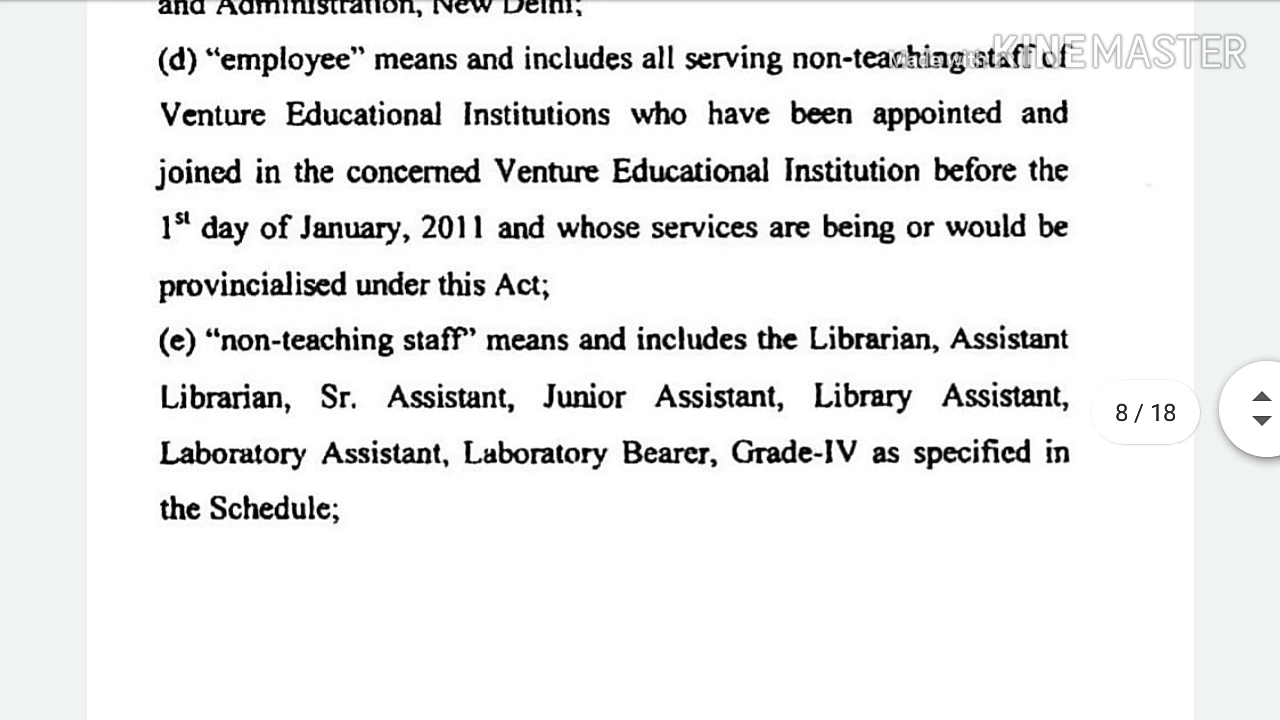 and Administration, New Delhi;
(d) “employee” means and includes all serving non-teaching staff of
Made with KINEMASTER
Venture Educational Institutions who have been appointed and
joined in the concerned Venture Educational Institution before the
1st day of January, 2011 and whose services are being or would be
provincialised under this Act;
(e) “non-teaching staff” means and includes the Librarian, Assistant
Librarian, Sr. Assistant, Junior Assistant, Library Assistant,
8 / 18
Laboratory Assistant, Laboratory Bearer, Grade-IV as specified in
the Schedule;